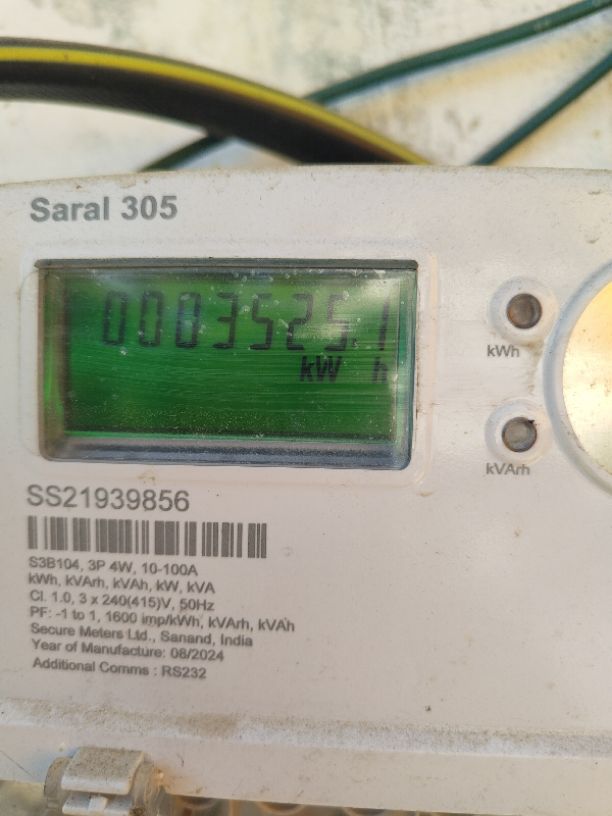 Saral 305
0003525.1
kW h
kWh
kVArh
SS21939856
S3B104, 3P 4W, 10-100A
kWh, kVArh, kVAh, kW, kVA
Cl. 1.0, 3 x 240(415)V, 50Hz
PF: -1 to 1, 1600 imp/kWh, kVArh, kVAh
Secure Meters Ltd., Sanand, India
Year of Manufacture: 08/2024
Additional Comms : RS232